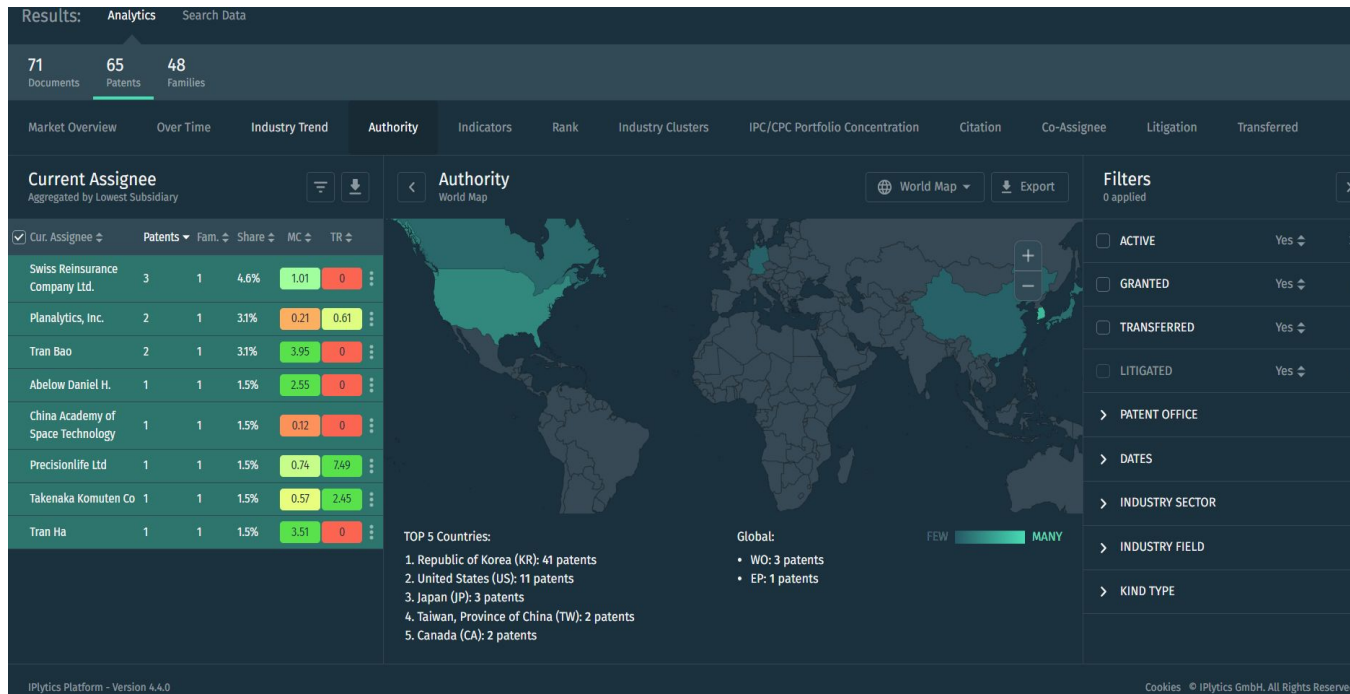 Results: Analytics Search Data
71 65 48
Documents Patents Families
Market Overview Over Time Industry Trend Authority Indicators Rank Industry Clusters IPC/CPC Portfolio Concentration Citation Co-Assignee Litigation Transferred
Current Assignee
Aggregated by Lowest Subsidiary
Cur. Assignee Patents Fam. Share MC TR
Swiss Reinsurance
Company Ltd. 3 1 4.6% 1.01 0
Planalytics, Inc. 2 1 3.1% 0.21 0.61
Tran Bao 2 1 3.1% 3.95 0
Abelow Daniel H. 1 1 1.5% 2.55 0
China Academy of
Space Technology 1 1 1.5% 0.12 0
Precisionlife Ltd 1 1 1.5% 0.74 7.49
Takenaka Komuten Co 1 1 1.5% 0.57 2.45
Tran Ha 1 1 1.5% 3.51 0
Authority
World Map
World Map Export
+
−
TOP 5 Countries:
1. Republic of Korea (KR): 41 patents
2. United States (US): 11 patents
3. Japan (JP): 3 patents
4. Taiwan, Province of China (TW): 2 patents
5. Canada (CA): 2 patents
Global:
• WO: 3 patents
• EP: 1 patents
FEW MANY
Filters
0 applied
ACTIVE Yes
GRANTED Yes
TRANSFERRED Yes
LITIGATED Yes
PATENT OFFICE
DATES
INDUSTRY SECTOR
INDUSTRY FIELD
KIND TYPE
IPlytics Platform - Version 4.4.0
Cookies © IPlytics GmbH. All Rights Reserve